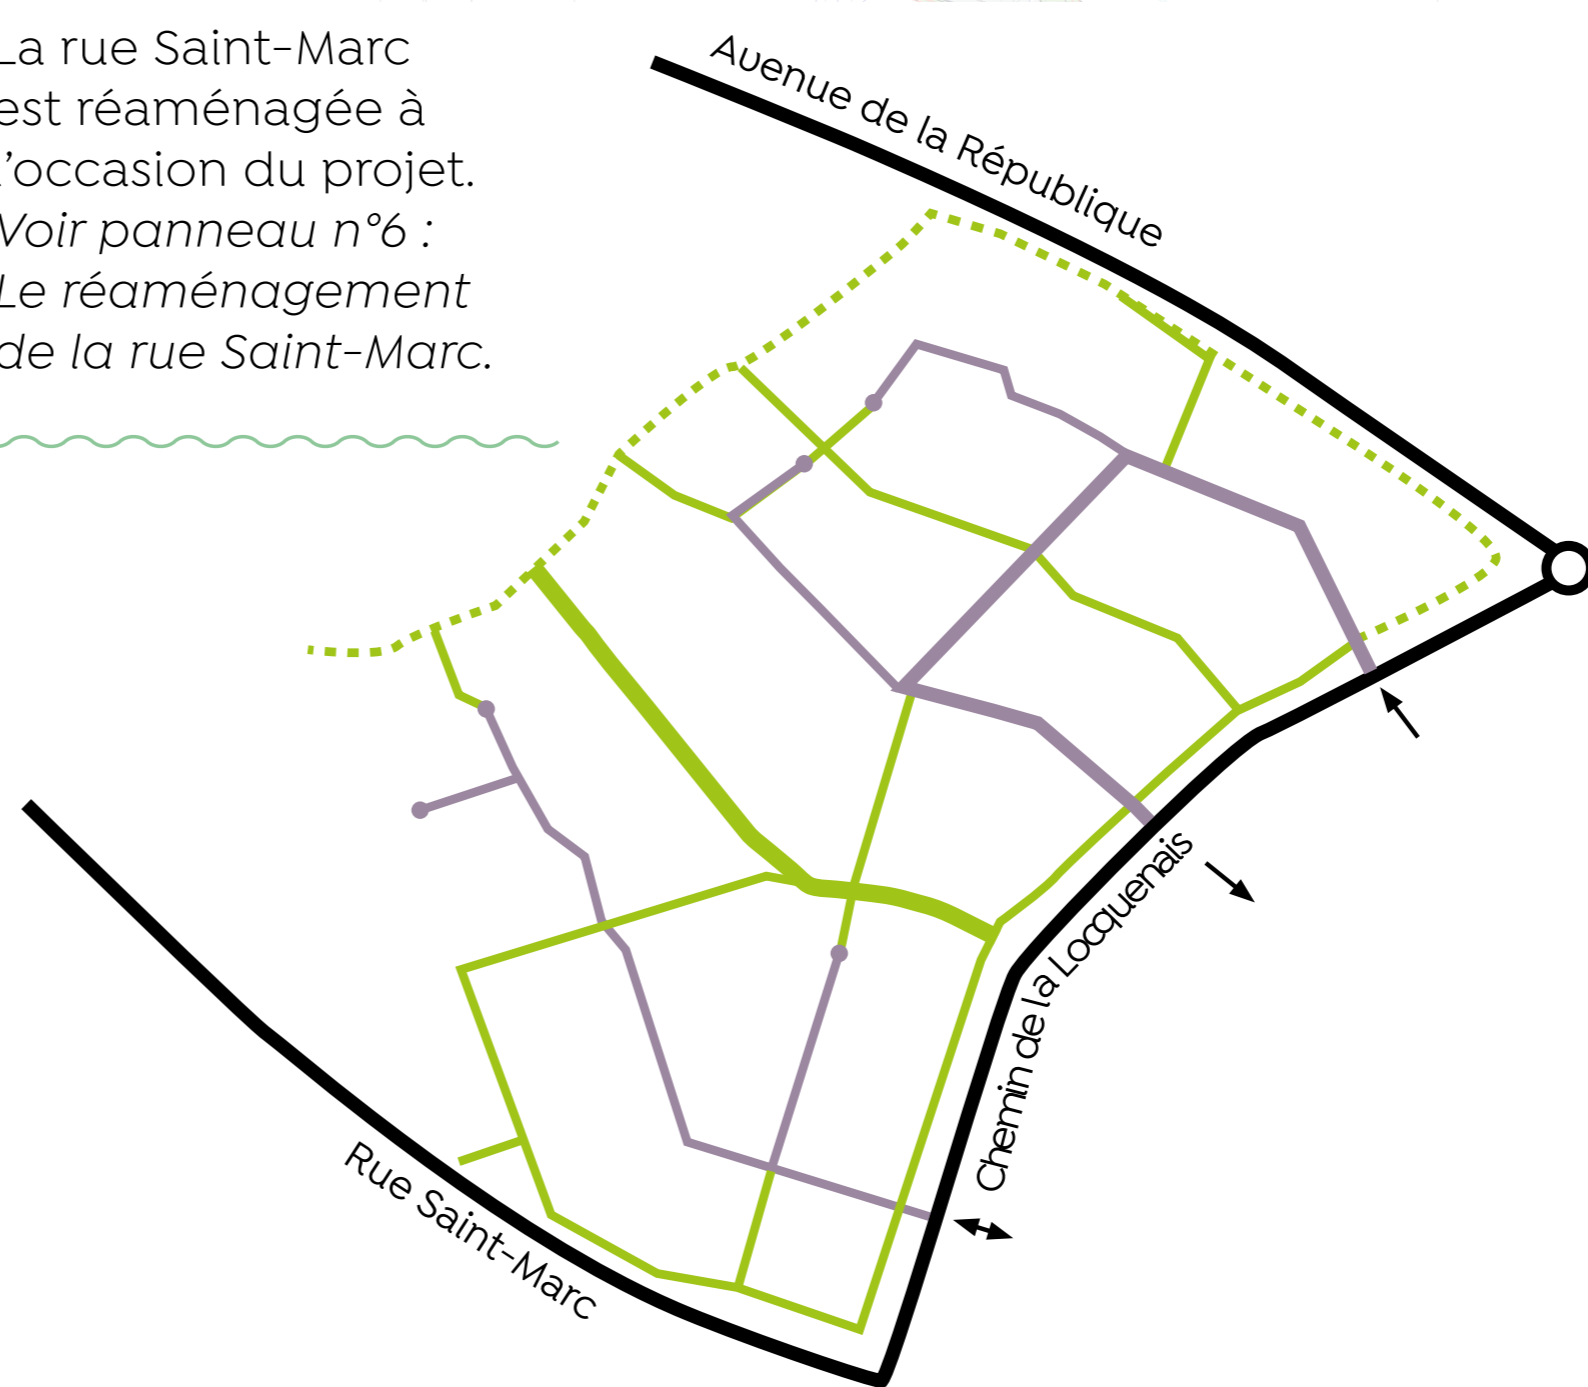 La rue Saint-Marc
est réaménagée à
l'occasion du projet.
Voir panneau n°6 :
Le réaménagement
de la rue Saint-Marc.
Avenue de la République
Chemin de la Locquenais
Rue Saint-Marc